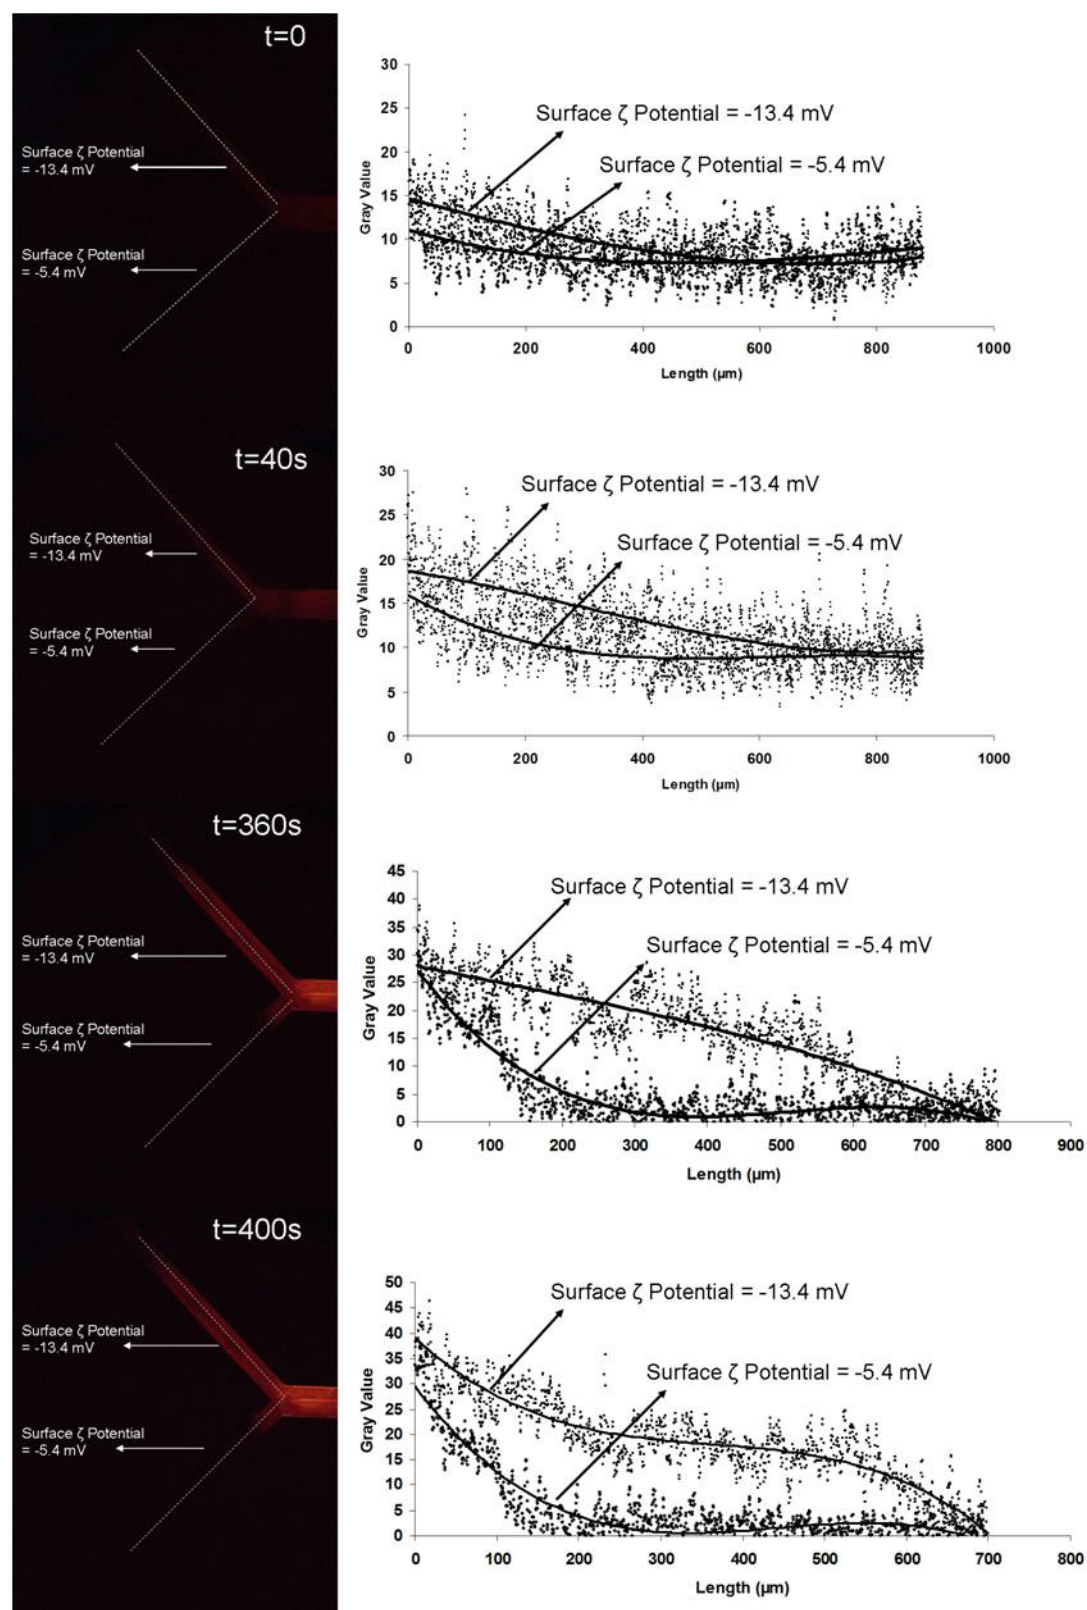 t=0
Surface ζ Potential
= -13.4 mV
Surface ζ Potential
= -5.4 mV
30
25
20
15
10
5
0
Gray Value
Surface ζ Potential = -13.4 mV
Surface ζ Potential = -5.4 mV
0 200 400 600 800 1000
Length (μm)
t=40s
Surface ζ Potential
= -13.4 mV
Surface ζ Potential
= -5.4 mV
30
25
20
15
10
5
0
Gray Value
Surface ζ Potential = -13.4 mV
Surface ζ Potential = -5.4 mV
0 200 400 600 800 1000
Length (μm)
t=360s
Surface ζ Potential
= -13.4 mV
Surface ζ Potential
= -5.4 mV
45
40
35
30
25
20
15
10
5
0
Gray Value
Surface ζ Potential = -13.4 mV
Surface ζ Potential = -5.4 mV
0 100 200 300 400 500 600 700 800 900
Length (μm)
t=400s
Surface ζ Potential
= -13.4 mV
Surface ζ Potential
= -5.4 mV
50
45
40
35
30
25
20
15
10
5
0
Gray Value
Surface ζ Potential = -13.4 mV
Surface ζ Potential = -5.4 mV
0 100 200 300 400 500 600 700 800
Length (μm)